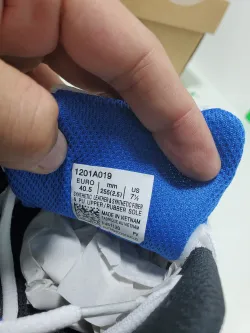 1201A019
EURO mm US
40.5 255(2.5) 7½
SYNTHETIC LEATHER & SYNTHETIC FIBER
& PU UPPER/RUBBER SOLE
MADE IN VIETNAM